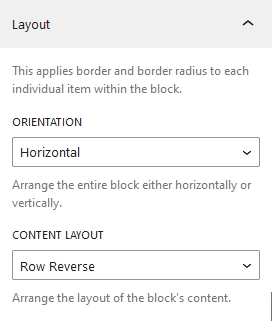 Layout
This applies border and border radius to each
individual item within the block.
ORIENTATION
Horizontal
Arrange the entire block either horizontally or
vertically.
CONTENT LAYOUT
Row Reverse
Arrange the layout of the block's content.